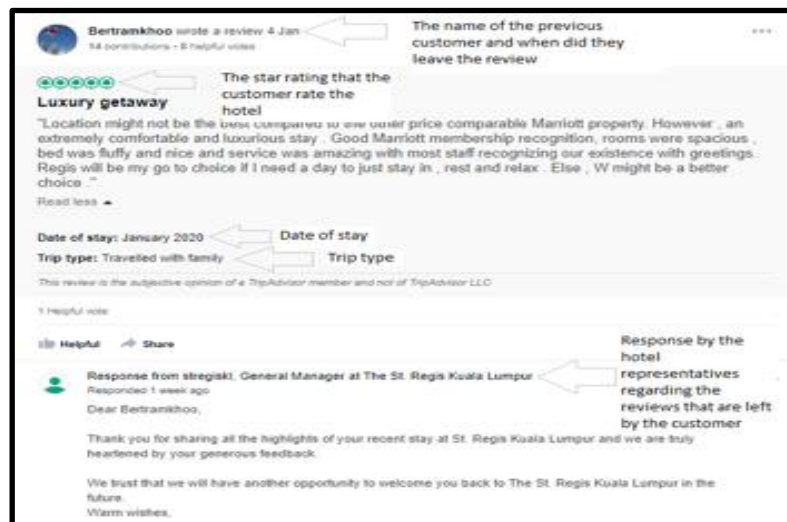 Bertramkhoo wrote a review 4 Jan
14 contributions • 8 helpful votes
The name of the previous
customer and when did they
leave the review
The star rating that the
customer rate the
hotel
Luxury getaway
"Location might not be the best compared to the other price comparable Marriott property. However , an
extremely comfortable and luxurious stay . Good Marriott membership recognition, rooms were spacious ,
bed was fluffy and nice and service was amazing with most staff recognizing our existence with greetings.
Regis will be my go to choice if I need a day to just stay in , rest and relax . Else , W might be a better
choice ."
Read less
Date of stay: January 2020
Date of stay
Trip type: Travelled with family
Trip type
This review is the subjective opinion of a TripAdvisor member and not of TripAdvisor LLC
1 Helpful vote
Helpful Share
Response from stregiskl, General Manager at The St. Regis Kuala Lumpur
Responded 1 week ago
Response by the
hotel
representatives
regarding the
reviews that are left
by the customer
Dear Bertramkhoo,
Thank you for sharing all the highlights of your recent stay at St. Regis Kuala Lumpur and we are truly
heartened by your generous feedback.
We trust that we will have another opportunity to welcome you back to The St. Regis Kuala Lumpur in the
future.
Warm wishes,